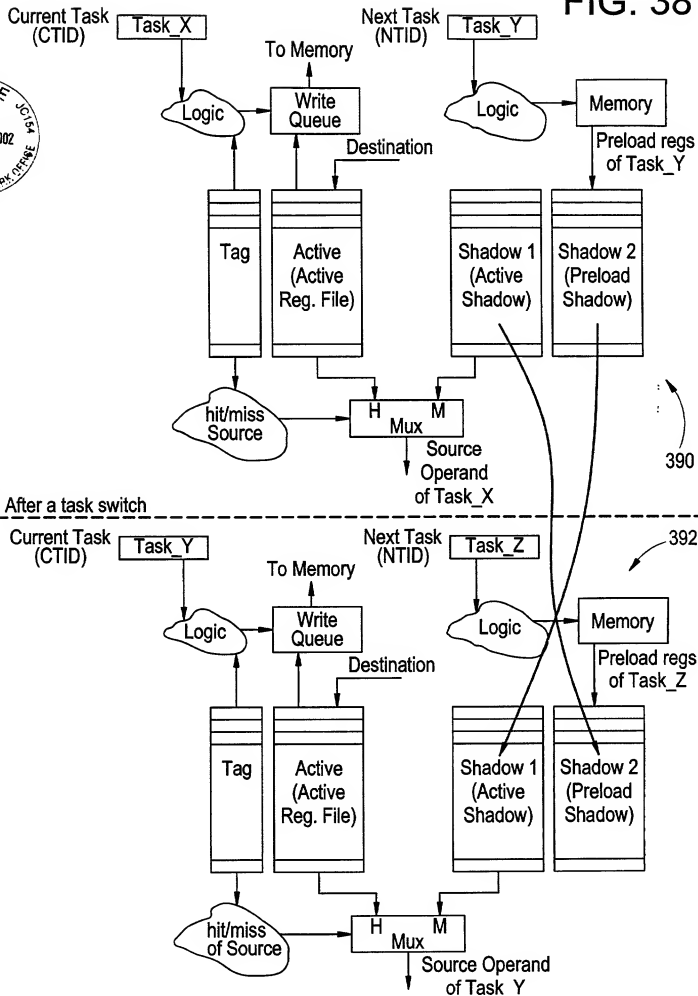 FIG. 38
Current Task
(CTID)
Task_X
Next Task
(NTID)
Task_Y
To Memory
Logic
Write
Queue
Destination
Logic
Memory
Preload regs
of Task_Y
JC154
002
Tag
Active
(Active
Reg. File)
Shadow 1
(Active
Shadow)
Shadow 2
(Preload
Shadow)
hit/miss
Source
H M
Mux
Source
Operand
of Task_X
390
After a task switch
Current Task
(CTID)
Task_Y
Next Task
(NTID)
Task_Z
392
To Memory
Logic
Write
Queue
Destination
Logic
Memory
Preload regs
of Task_Z
Tag
Active
(Active
Reg. File)
Shadow 1
(Active
Shadow)
Shadow 2
(Preload
Shadow)
hit/miss
of Source
H M
Mux
Source Operand
of Task_Y